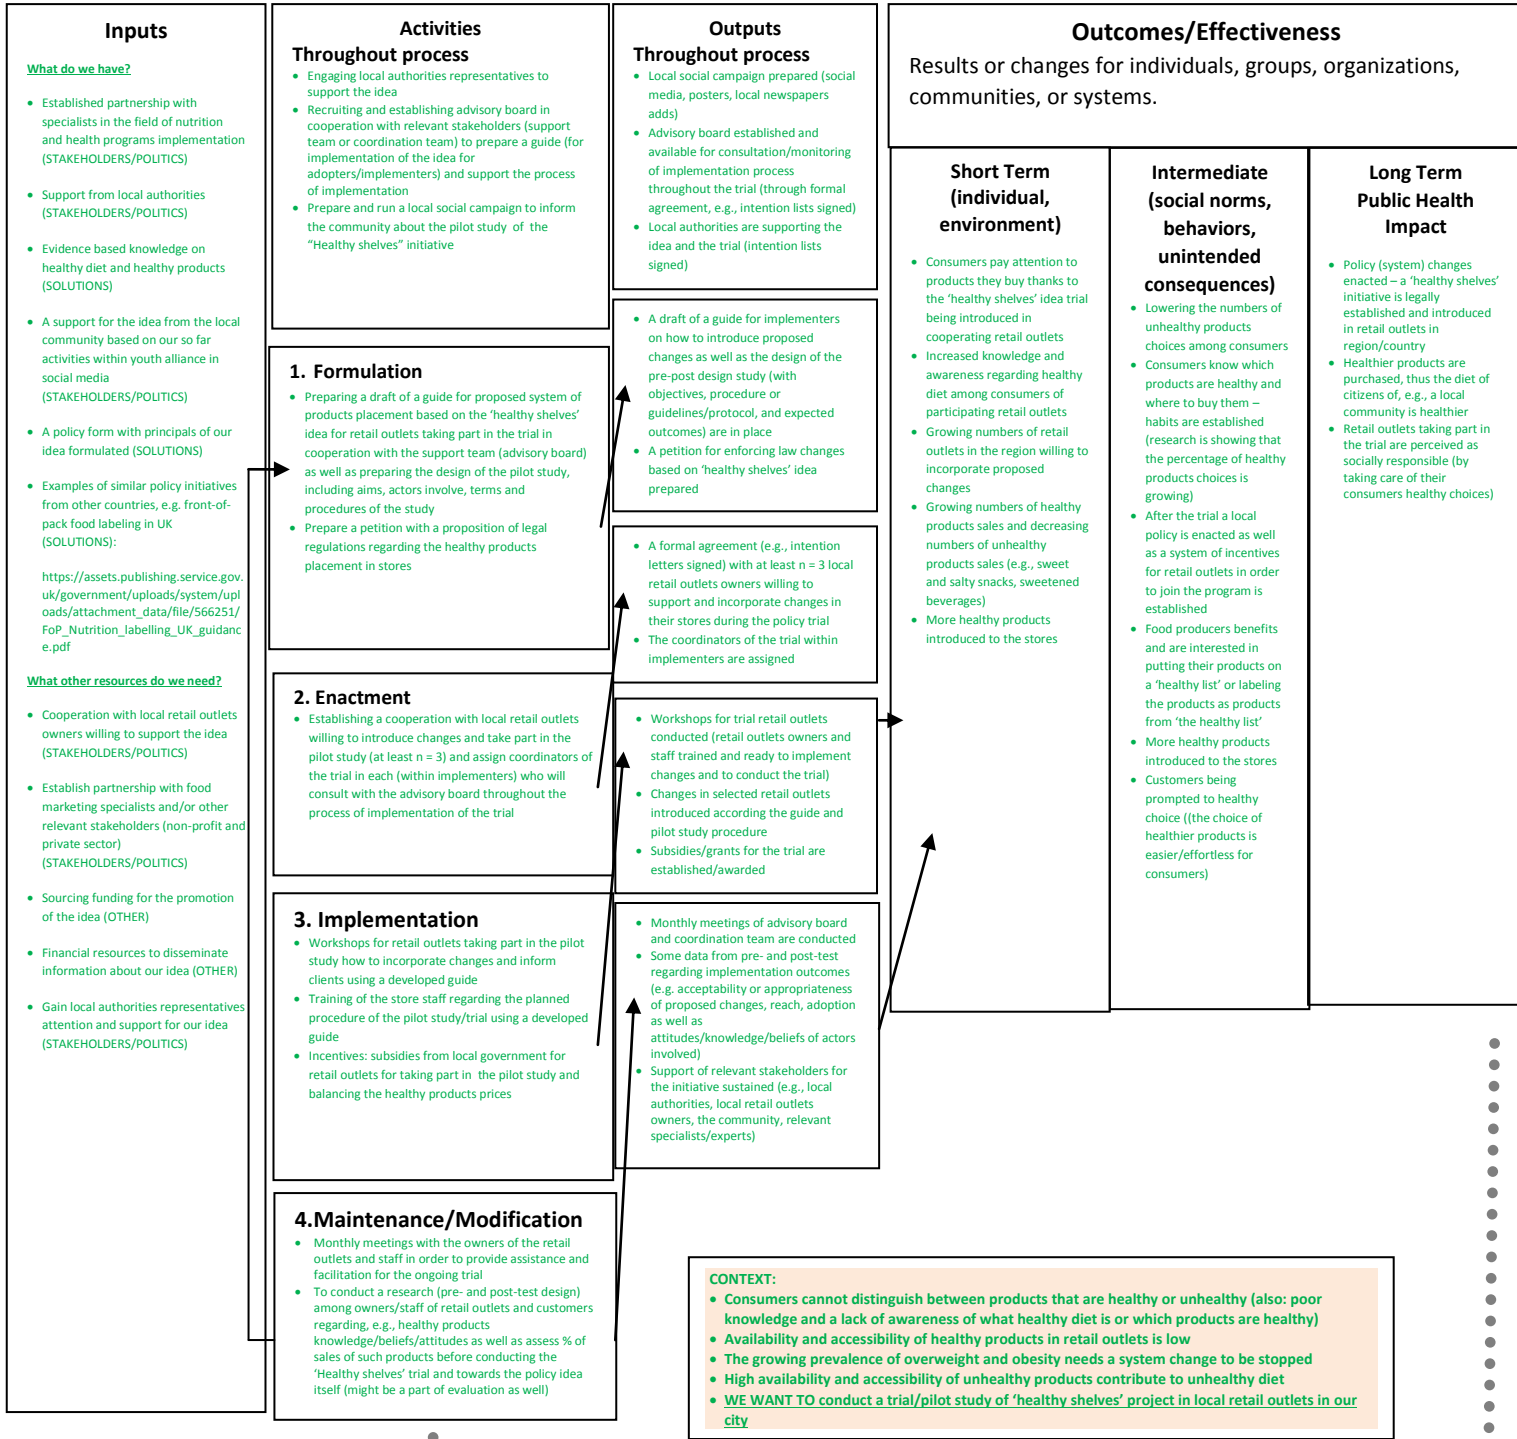 Inputs
What do we have?
• Established partnership with
specialists in the field of nutrition
and health programs implementation
(STAKEHOLDERS/POLITICS)
• Support from local authorities
(STAKEHOLDERS/POLITICS)
• Evidence based knowledge on
healthy diet and healthy products
(SOLUTIONS)
• A support for the idea from the local
community based on our so far
activities within youth alliance in
social media
(STAKEHOLDERS/POLITICS)
• A policy form with principals of our
idea formulated (SOLUTIONS)
• Examples of similar policy initiatives
from other countries, e.g. front-of-
pack food labeling in UK
(SOLUTIONS):
https://assets.publishing.service.gov.
uk/government/uploads/system/upl
oads/attachment_data/file/566251/
FoP_Nutrition_labelling_UK_guidanc
e.pdf
What other resources do we need?
• Cooperation with local retail outlets
owners willing to support the idea
(STAKEHOLDERS/POLITICS)
• Establish partnership with food
marketing specialists and/or other
relevant stakeholders (non-profit and
private sector)
(STAKEHOLDERS/POLITICS)
• Sourcing funding for the promotion
of the idea (OTHER)
• Financial resources to disseminate
information about our idea (OTHER)
• Gain local authorities representatives
attention and support for our idea
(STAKEHOLDERS/POLITICS)
Activities
Throughout process
• Engaging local authorities representatives to
support the idea
• Recruiting and establishing advisory board in
cooperation with relevant stakeholders (support
team or coordination team) to prepare a guide (for
implementation of the idea for
adopters/implementers) and support the process
of implementation
• Prepare and run a local social campaign to inform
the community about the pilot study of the
"Healthy shelves" initiative
1. Formulation
• Preparing a draft of a guide for proposed system of
products placement based on the 'healthy shelves'
idea for retail outlets taking part in the trial in
cooperation with the support team (advisory board)
as well as preparing the design of the pilot study,
including aims, actors involve, terms and
procedures of the study
• Prepare a petition with a proposition of legal
regulations regarding the healthy products
placement in stores
2. Enactment
• Establishing a cooperation with local retail outlets
willing to introduce changes and take part in the
pilot study (at least n = 3) and assign coordinators of
the trial in each (within implementers) who will
consult with the advisory board throughout the
process of implementation of the trial
3. Implementation
• Workshops for retail outlets taking part in the pilot
study how to incorporate changes and inform
clients using a developed guide
• Training of the store staff regarding the planned
procedure of the pilot study/trial using a developed
guide
• Incentives: subsidies from local government for
retail outlets for taking part in the pilot study and
balancing the healthy products prices
4.Maintenance/Modification
• Monthly meetings with the owners of the retail
outlets and staff in order to provide assistance and
facilitation for the ongoing trial
• To conduct a research (pre- and post-test design)
among owners/staff of retail outlets and customers
regarding, e.g., healthy products
knowledge/beliefs/attitudes as well as assess % of
sales of such products before conducting the
'Healthy shelves' trial and towards the policy idea
itself (might be a part of evaluation as well)
Outputs
Throughout process
• Local social campaign prepared (social
media, posters, local newspapers
adds)
• Advisory board established and
available for consultation/monitoring
of implementation process
throughout the trial (through formal
agreement, e.g., intention lists signed)
• Local authorities are supporting the
idea and the trial (intention lists
signed)
• A draft of a guide for implementers
on how to introduce proposed
changes as well as the design of the
pre-post design study (with
objectives, procedure or
guidelines/protocol, and expected
outcomes) are in place
• A petition for enforcing law changes
based on 'healthy shelves' idea
prepared
• A formal agreement (e.g., intention
letters signed) with at least n = 3 local
retail outlets owners willing to
support and incorporate changes in
their stores during the policy trial
• The coordinators of the trial within
implementers are assigned
• Workshops for trial retail outlets
conducted (retail outlets owners and
staff trained and ready to implement
changes and to conduct the trial)
• Changes in selected retail outlets
introduced according the guide and
pilot study procedure
• Subsidies/grants for the trial are
established/awarded
• Monthly meetings of advisory board
and coordination team are conducted
• Some data from pre- and post-test
regarding implementation outcomes
(e.g. acceptability or appropriateness
of proposed changes, reach, adoption
as well as
attitudes/knowledge/beliefs of actors
involved)
• Support of relevant stakeholders for
the initiative sustained (e.g., local
authorities, local retail outlets
owners, the community, relevant
specialists/experts)
Outcomes/Effectiveness
Results or changes for individuals, groups, organizations,
communities, or systems.
Short Term
(individual,
environment)
• Consumers pay attention to
products they buy thanks to
the 'healthy shelves' idea trial
being introduced in
cooperating retail outlets
• Increased knowledge and
awareness regarding healthy
diet among consumers of
participating retail outlets
• Growing numbers of retail
outlets in the region willing to
incorporate proposed
changes
• Growing numbers of healthy
products sales and decreasing
numbers of unhealthy
products sales (e.g., sweet
and salty snacks, sweetened
beverages)
• More healthy products
introduced to the stores
Intermediate
(social norms,
behaviors,
unintended
consequences)
• Lowering the numbers of
unhealthy products
choices among consumers
• Consumers know which
products are healthy and
where to buy them –
habits are established
(research is showing that
the percentage of healthy
products choices is
growing)
• After the trial a local
policy is enacted as well
as a system of incentives
for retail outlets in order
to join the program is
established
• Food producers benefits
and are interested in
putting their products on
a 'healthy list' or labeling
the products as products
from 'the healthy list'
• More healthy products
introduced to the stores
• Customers being
prompted to healthy
choice ((the choice of
healthier products is
easier/effortless for
consumers)
Long Term
Public Health
Impact
• Policy (system) changes
enacted – a 'healthy shelves'
initiative is legally
established and introduced
in retail outlets in
region/country
• Healthier products are
purchased, thus the diet of
citizens of, e.g., a local
community is healthier
• Retail outlets taking part in
the trial are perceived as
socially responsible (by
taking care of their
consumers healthy choices)
CONTEXT:
• Consumers cannot distinguish between products that are healthy or unhealthy (also: poor
knowledge and a lack of awareness of what healthy diet is or which products are healthy)
• Availability and accessibility of healthy products in retail outlets is low
• The growing prevalence of overweight and obesity needs a system change to be stopped
• High availability and accessibility of unhealthy products contribute to unhealthy diet
• WE WANT TO conduct a trial/pilot study of 'healthy shelves' project in local retail outlets in our
city